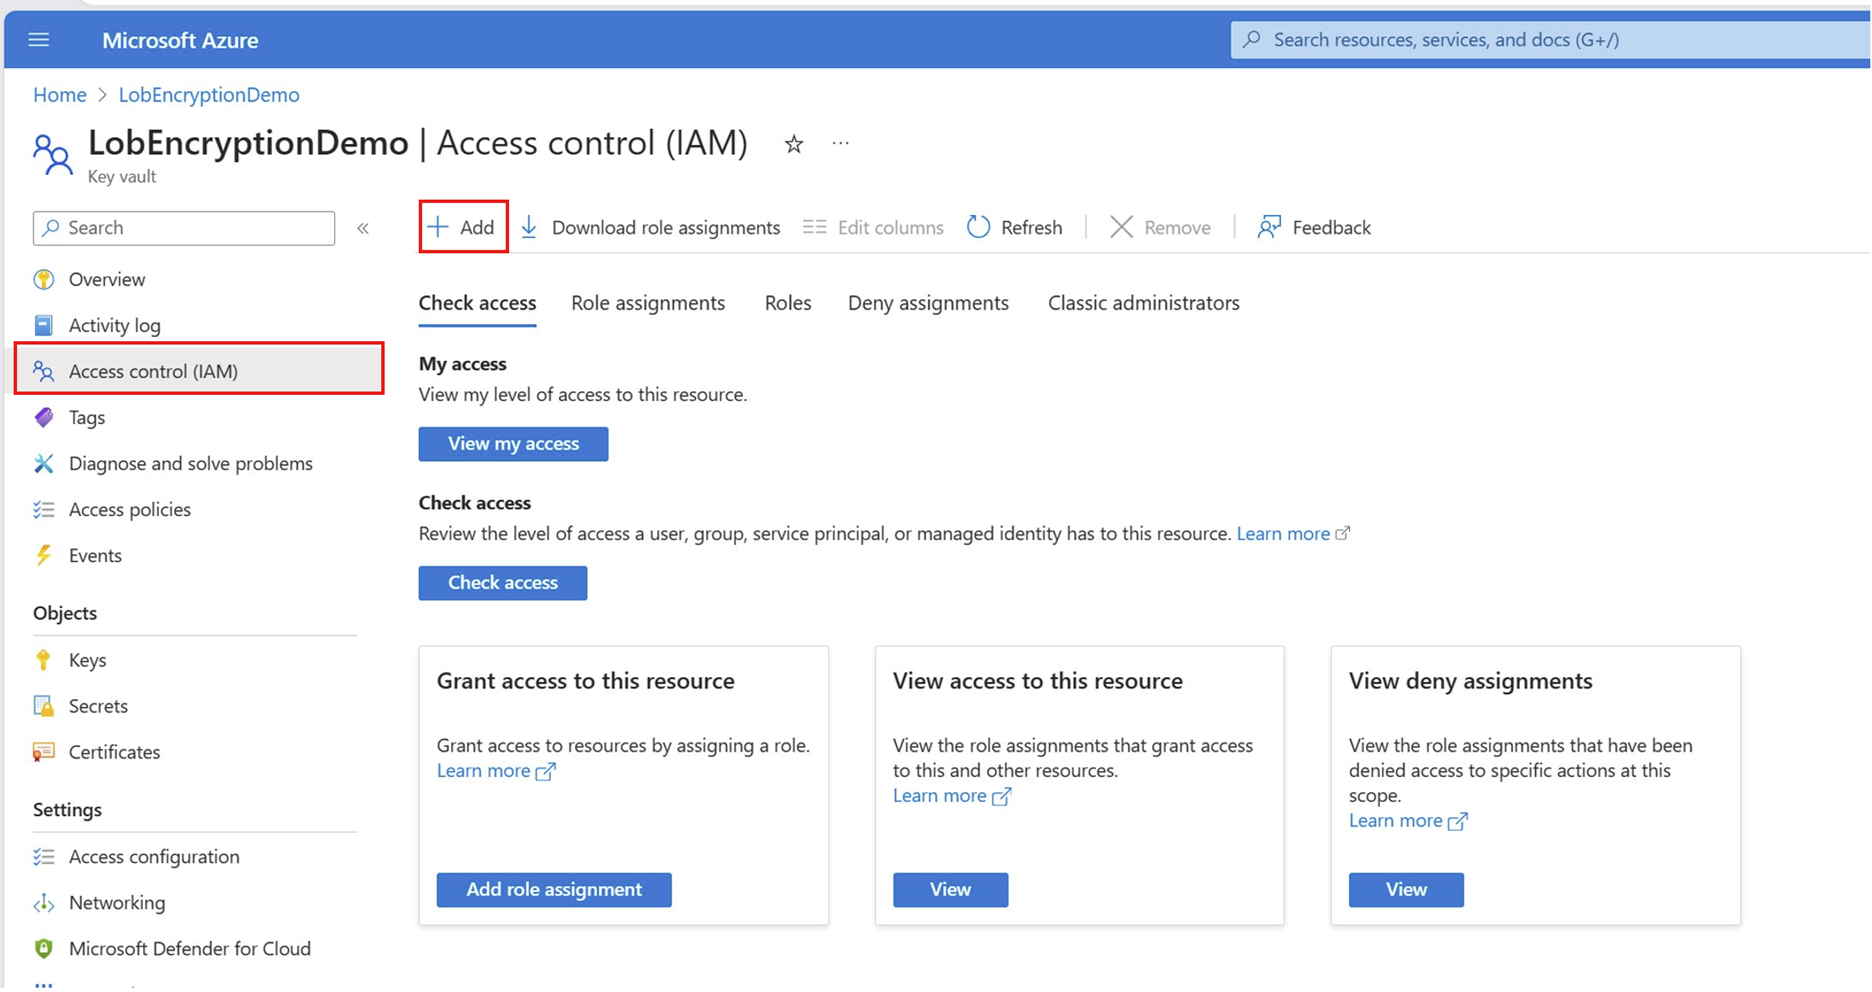 Microsoft Azure
Search resources, services, and docs (G+/)
Home > LobEncryptionDemo
LobEncryptionDemo | Access control (IAM) ☆ ...
Key vault
Search «
Add Download role assignments Edit columns Refresh Remove Feedback
Overview
Activity log
Access control (IAM)
Tags
Diagnose and solve problems
Access policies
Events
Objects
Keys
Secrets
Certificates
Settings
Access configuration
Networking
Microsoft Defender for Cloud
Check access Role assignments Roles Deny assignments Classic administrators
My access
View my level of access to this resource.
View my access
Check access
Review the level of access a user, group, service principal, or managed identity has to this resource. Learn more
Check access
Grant access to this resource
Grant access to resources by assigning a role.
Learn more
Add role assignment
View access to this resource
View the role assignments that grant access
to this and other resources.
Learn more
View
View deny assignments
View the role assignments that have been
denied access to specific actions at this
scope.
Learn more
View